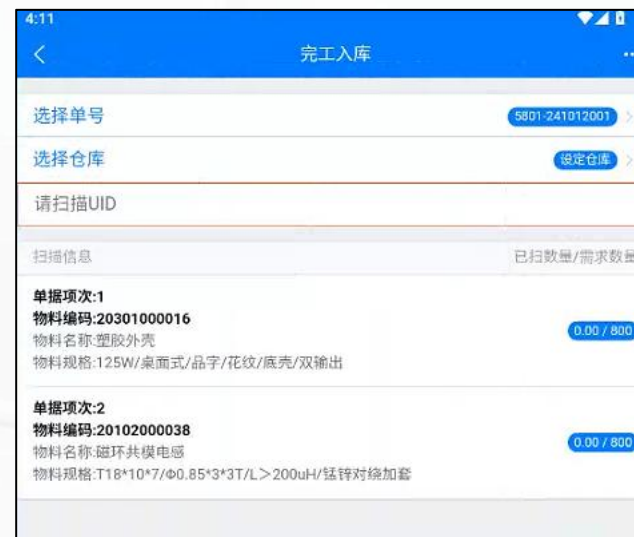 4:11
完工入库
选择单号 5801-241012001
选择仓库 设定仓库
请扫描UID
扫描信息 已扫数量/需求数量
单据项次:1
物料编码:20301000016
物料名称:塑胶外壳
物料规格:125W/桌面式/品字/花纹/底壳/双输出
0.00 / 800
单据项次:2
物料编码:20102000038
物料名称:磁环共模电感
物料规格:T18*10*7/Φ0.85*3*3T/L＞200uH/锰锌对绕加套
0.00 / 800